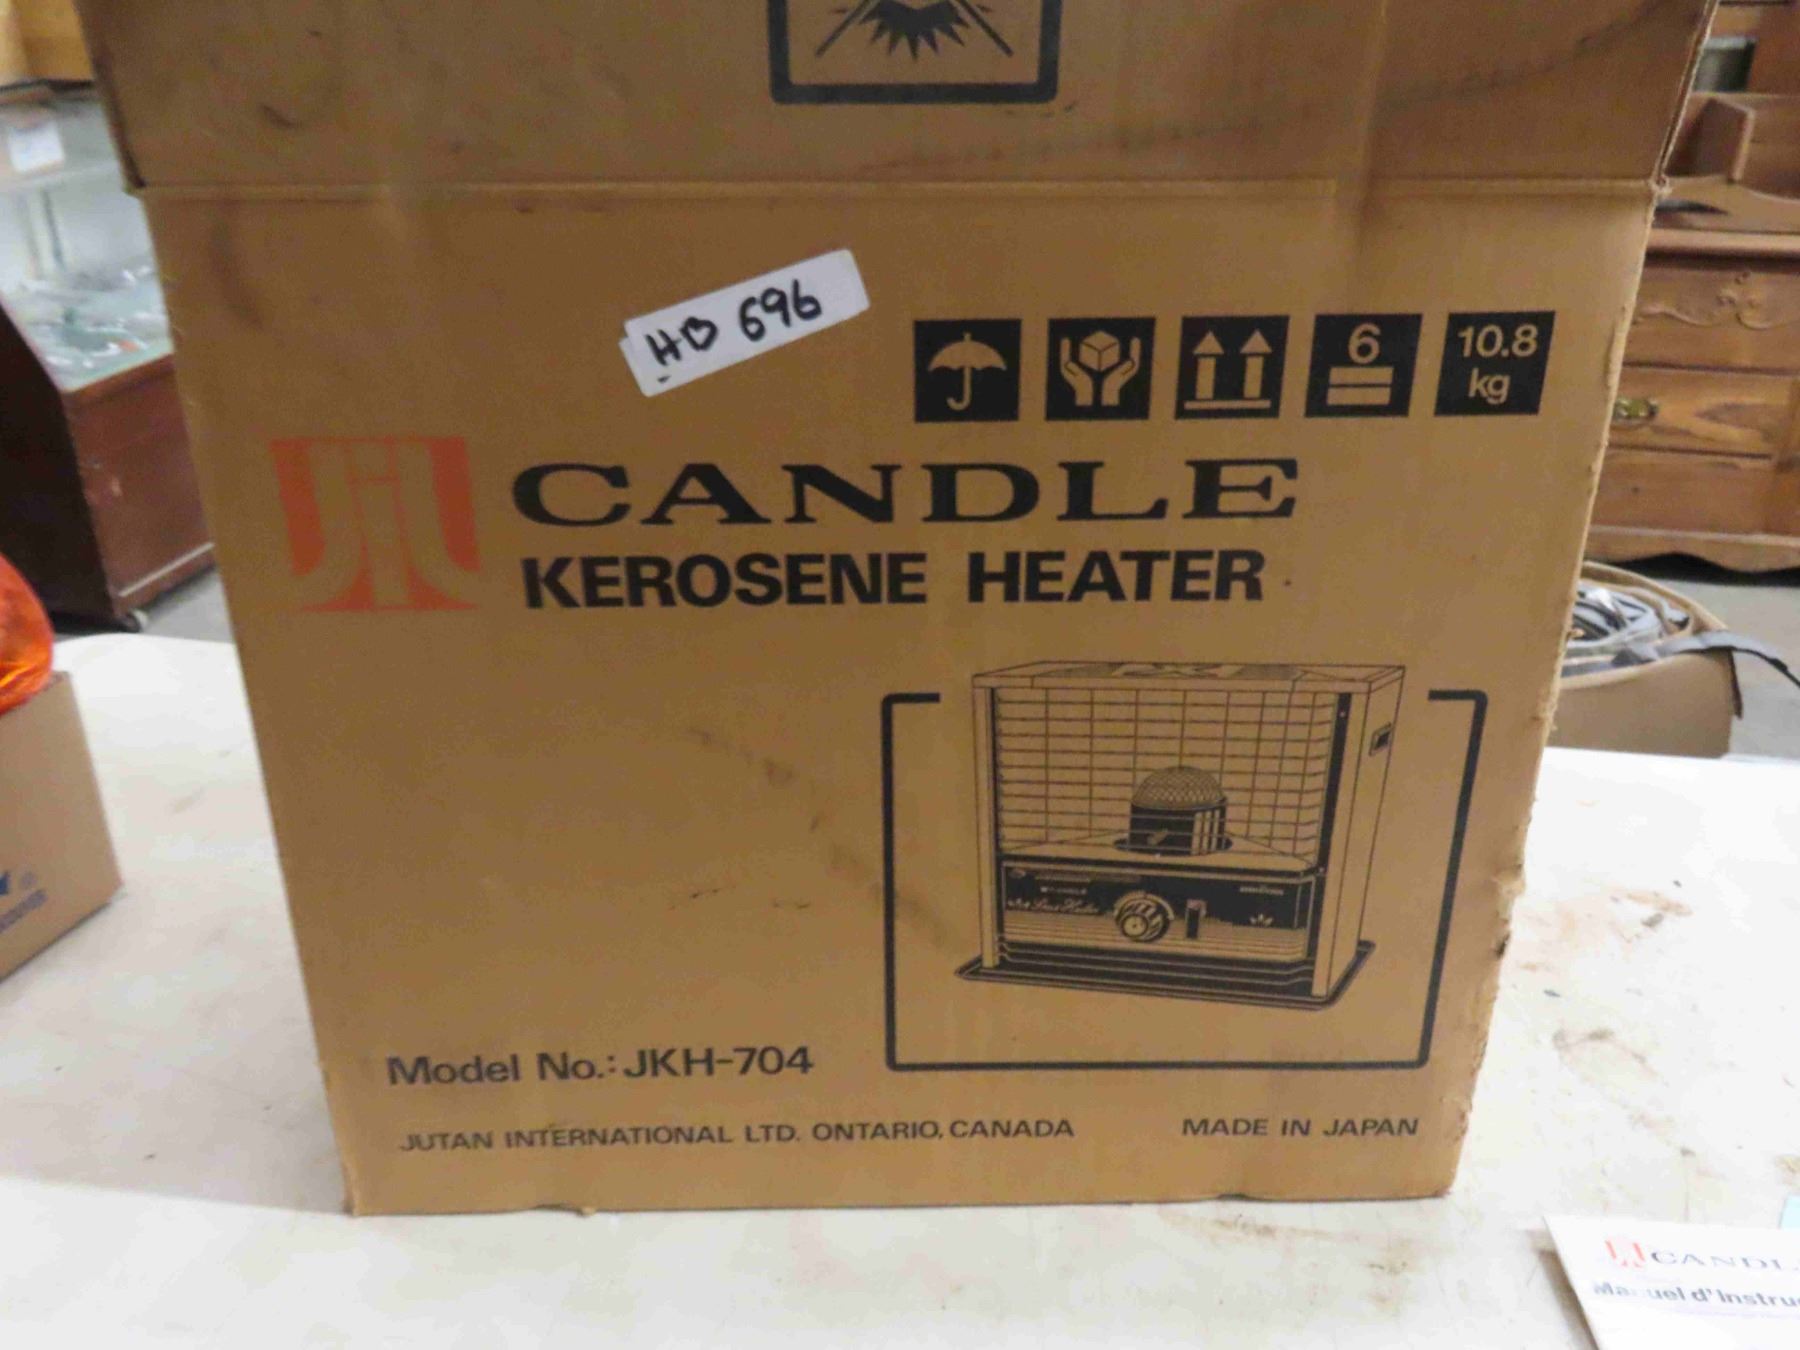 HD 696
6
10.8
kg
JIL
CANDLE
KEROSENE HEATER
Model No.: JKH-704
JUTAN INTERNATIONAL LTD. ONTARIO, CANADA
MADE IN JAPAN
CANDL
Manuel d'Instruc